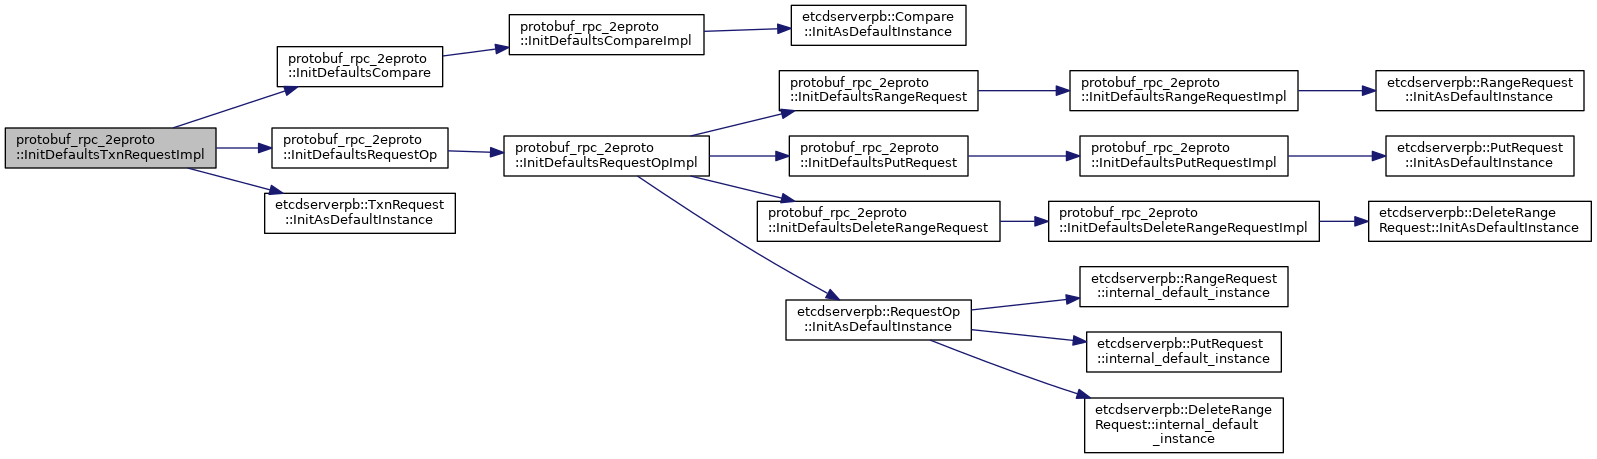 protobuf_rpc_2eproto
::InitDefaultsTxnRequestImpl
protobuf_rpc_2eproto
::InitDefaultsCompare
protobuf_rpc_2eproto
::InitDefaultsCompareImpl
etcdserverpb::Compare
::InitAsDefaultInstance
protobuf_rpc_2eproto
::InitDefaultsRequestOp
protobuf_rpc_2eproto
::InitDefaultsRequestOpImpl
protobuf_rpc_2eproto
::InitDefaultsRangeRequest
protobuf_rpc_2eproto
::InitDefaultsRangeRequestImpl
etcdserverpb::RangeRequest
::InitAsDefaultInstance
protobuf_rpc_2eproto
::InitDefaultsPutRequest
protobuf_rpc_2eproto
::InitDefaultsPutRequestImpl
etcdserverpb::PutRequest
::InitAsDefaultInstance
protobuf_rpc_2eproto
::InitDefaultsDeleteRangeRequest
protobuf_rpc_2eproto
::InitDefaultsDeleteRangeRequestImpl
etcdserverpb::DeleteRange
Request::InitAsDefaultInstance
etcdserverpb::RequestOp
::InitAsDefaultInstance
etcdserverpb::RangeRequest
::internal_default_instance
etcdserverpb::PutRequest
::internal_default_instance
etcdserverpb::DeleteRange
Request::internal_default
_instance
etcdserverpb::TxnRequest
::InitAsDefaultInstance